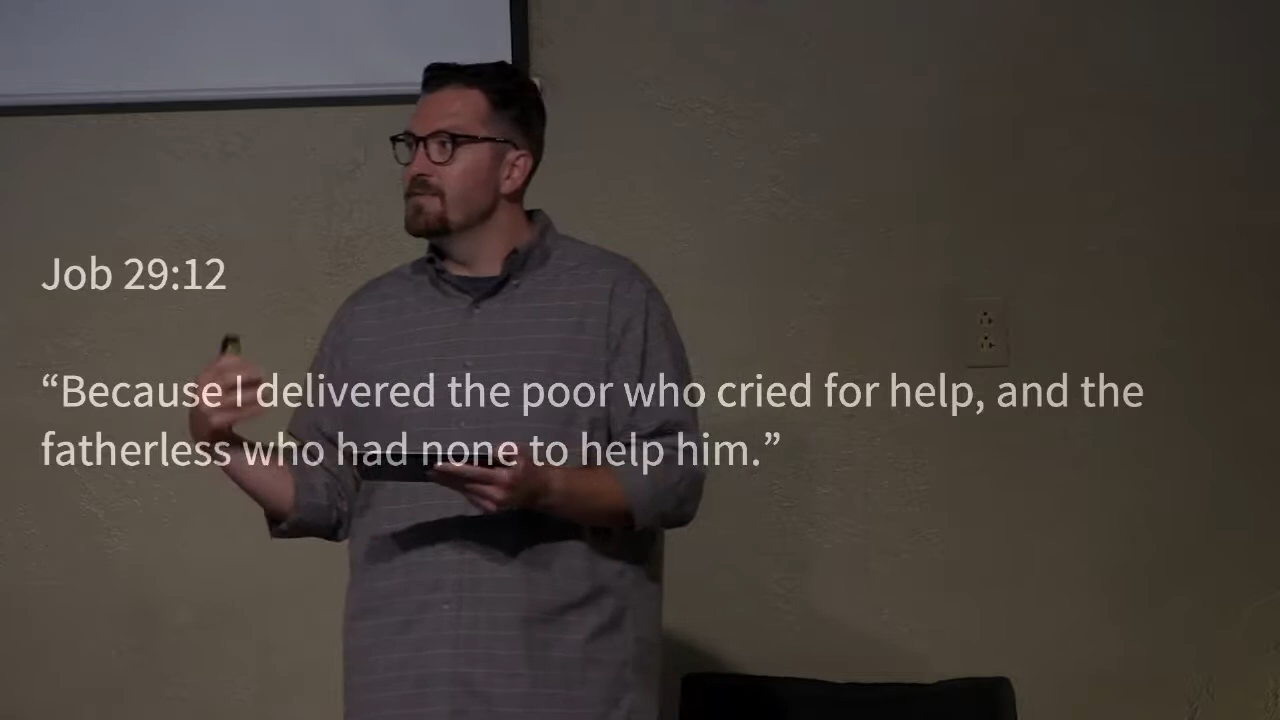 Job 29:12
“Because I delivered the poor who cried for help, and the
fatherless who had none to help him.”